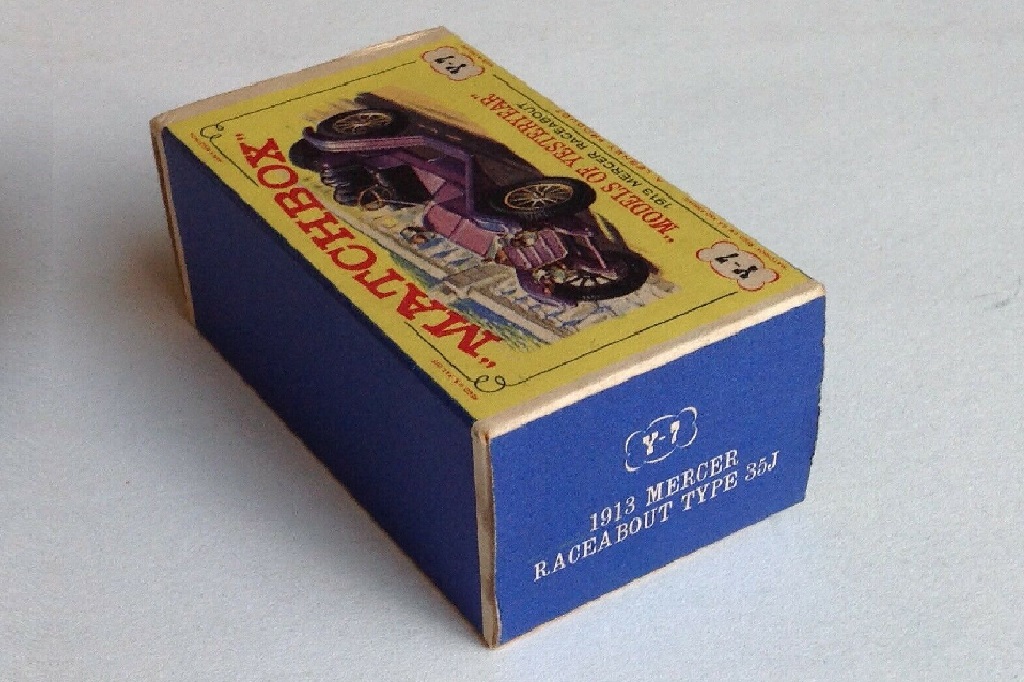 "MATCHBOX"
"MODELS OF YESTERYEAR"
1913 MERCER RACEABOUT
Y-7
Y-7
Y-7
1913 MERCER
RACEABOUT TYPE 35J